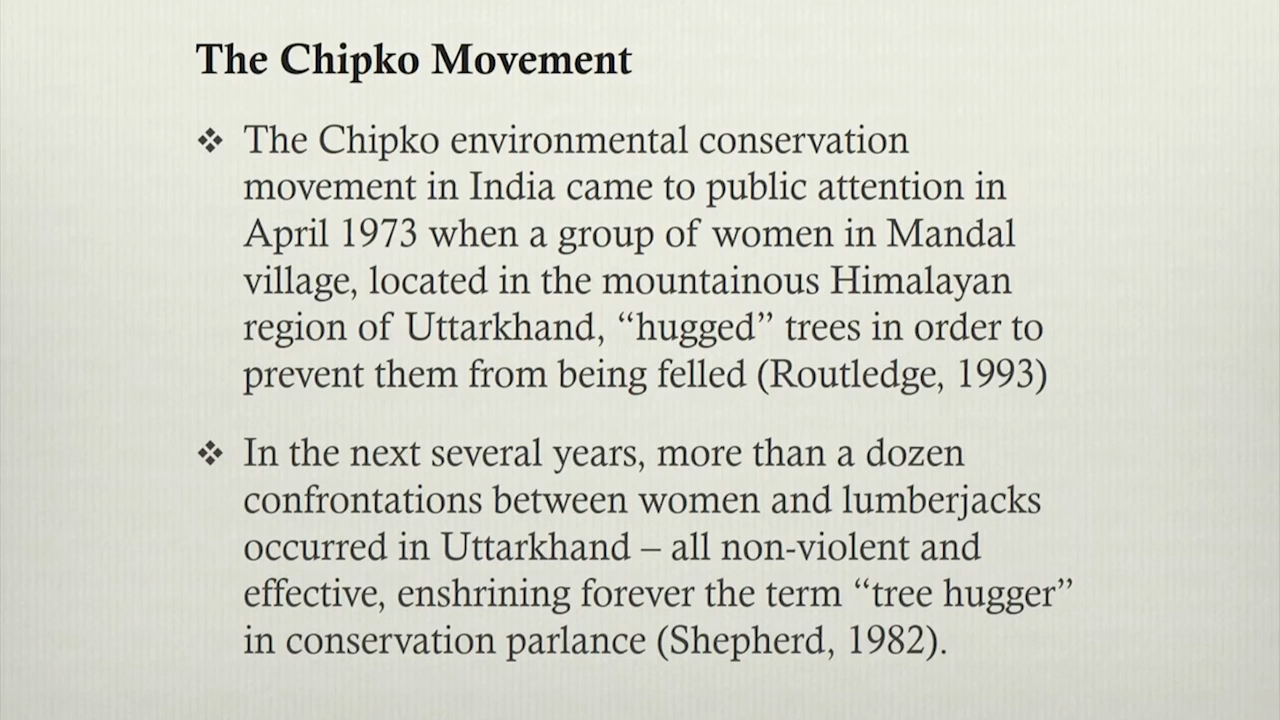 The Chipko Movement
❖ The Chipko environmental conservation
movement in India came to public attention in
April 1973 when a group of women in Mandal
village, located in the mountainous Himalayan
region of Uttarkhand, “hugged” trees in order to
prevent them from being felled (Routledge, 1993)
❖ In the next several years, more than a dozen
confrontations between women and lumberjacks
occurred in Uttarkhand – all non-violent and
effective, enshrining forever the term “tree hugger”
in conservation parlance (Shepherd, 1982).